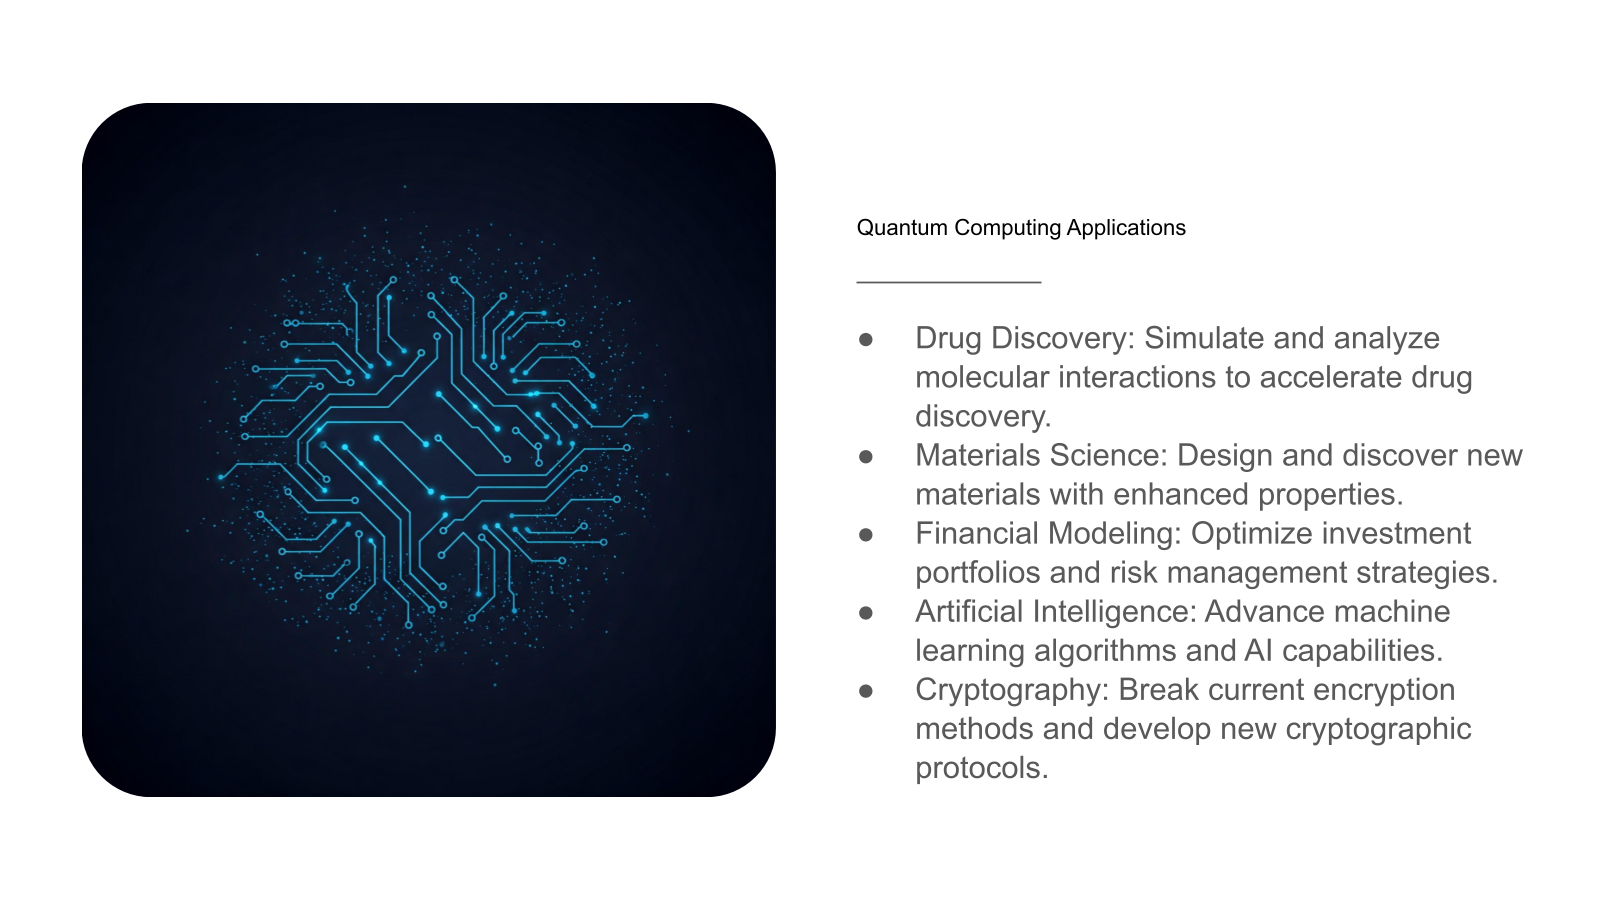 Quantum Computing Applications
● Drug Discovery: Simulate and analyze
molecular interactions to accelerate drug
discovery.
● Materials Science: Design and discover new
materials with enhanced properties.
● Financial Modeling: Optimize investment
portfolios and risk management strategies.
● Artificial Intelligence: Advance machine
learning algorithms and AI capabilities.
● Cryptography: Break current encryption
methods and develop new cryptographic
protocols.